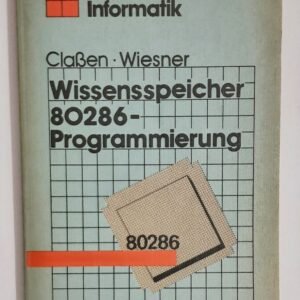 Informatik
Claßen · Wiesner
Wissensspeicher
80286-
Programmierung
80286